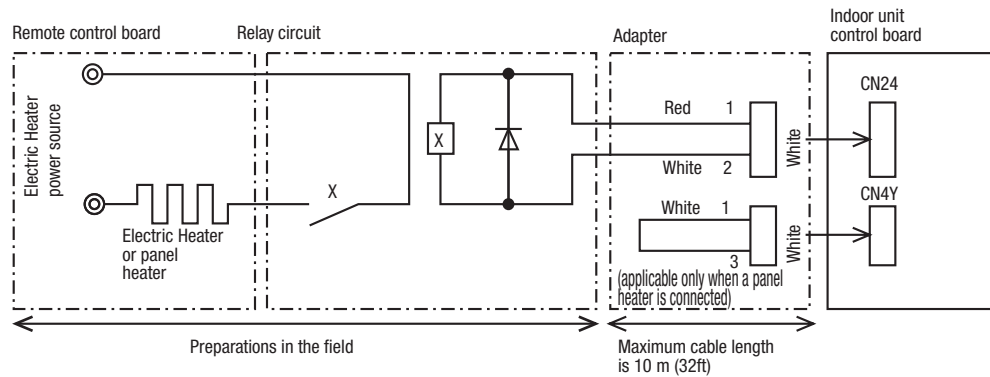 Remote control board
Relay circuit
Adapter
Indoor unit
control board
Electric Heater
power source
X
Red 1
White 2
White
CN24
X
Electric Heater
or panel
heater
White 1
3
White
CN4Y
(applicable only when a panel
heater is connected)
Preparations in the field
Maximum cable length
is 10 m (32ft)